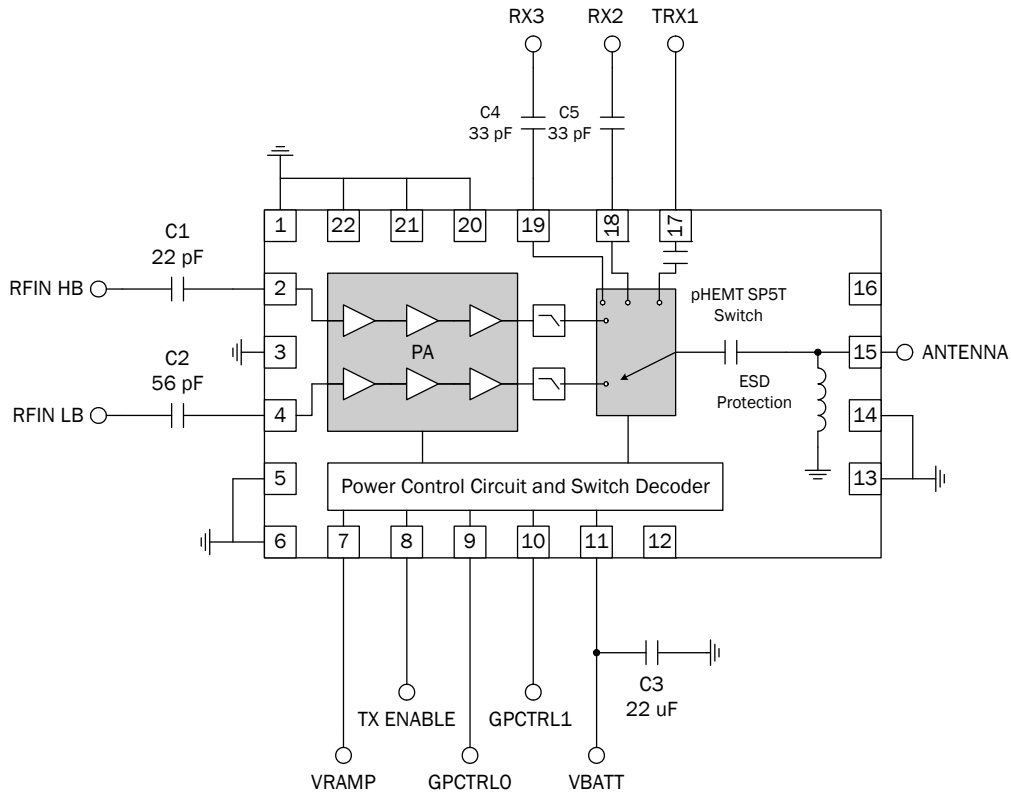 RX3 RX2 TRX1
C4
33 pF
C5
33 pF
1 22 21 20 19 18 17
C1
22 pF
RFIN HB
2
3
C2
56 pF
RFIN LB
4
5
6
PA
pHEMT SP5T
Switch
16
15
ANTENNA
ESD
Protection
14
13
Power Control Circuit and Switch Decoder
7 8 9 10 11 12
C3
22 uF
TX ENABLE GPCTRL1
VRAMP GPCTRL0 VBATT